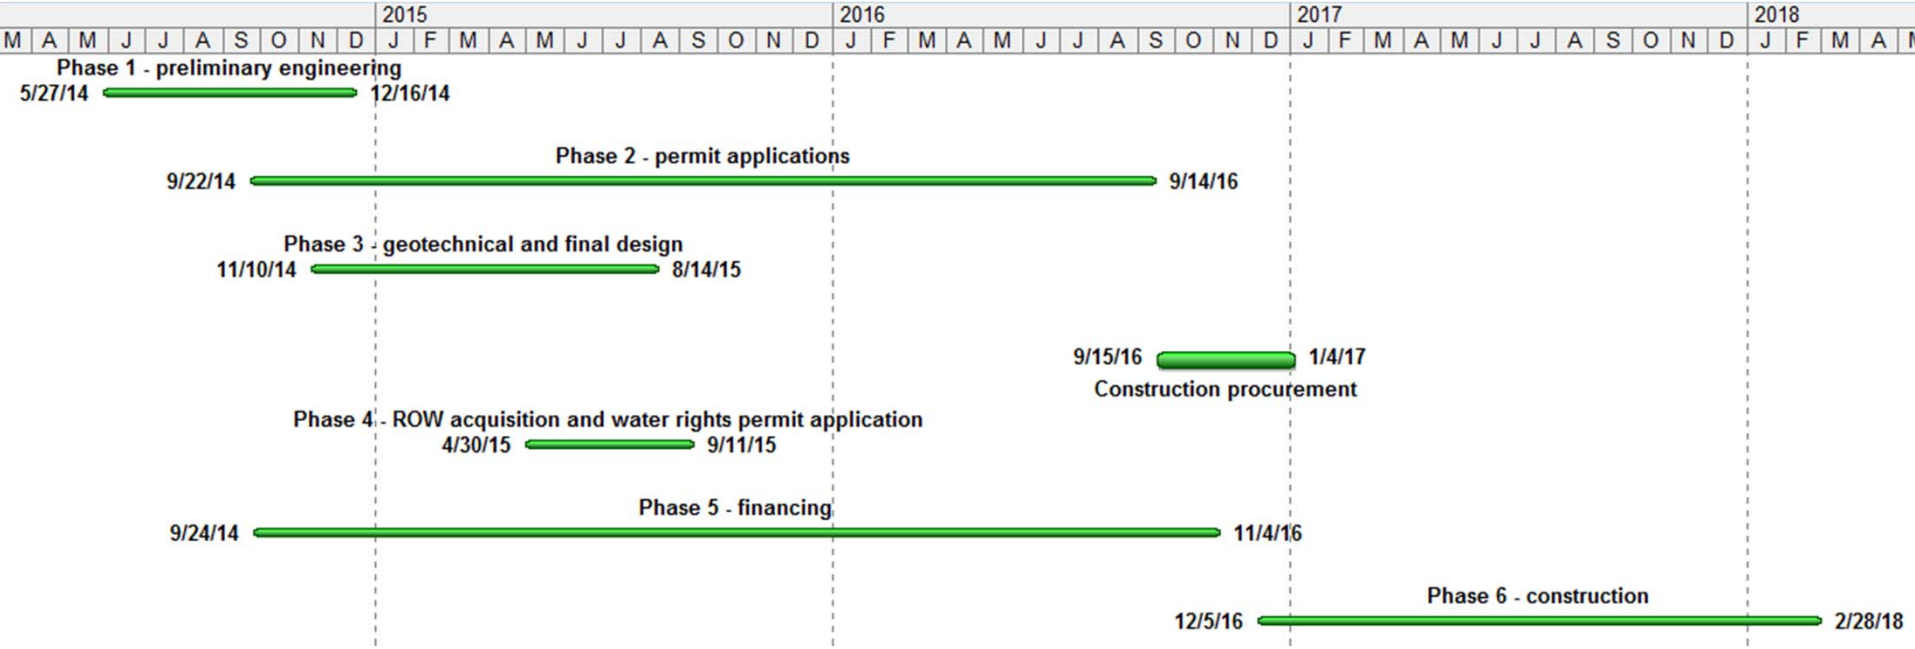 2015 2016 2017 2018
M A M J J A S O N D J F M A M J J A S O N D J F M A M J J A S O N D J F M A M J J A S O N D J F M A
Phase 1 - preliminary engineering
5/27/14 12/16/14
Phase 2 - permit applications
9/22/14 9/14/16
Phase 3 - geotechnical and final design
11/10/14 8/14/15
9/15/16 1/4/17
Construction procurement
Phase 4 - ROW acquisition and water rights permit application
4/30/15 9/11/15
Phase 5 - financing
9/24/14 11/4/16
Phase 6 - construction
12/5/16 2/28/18